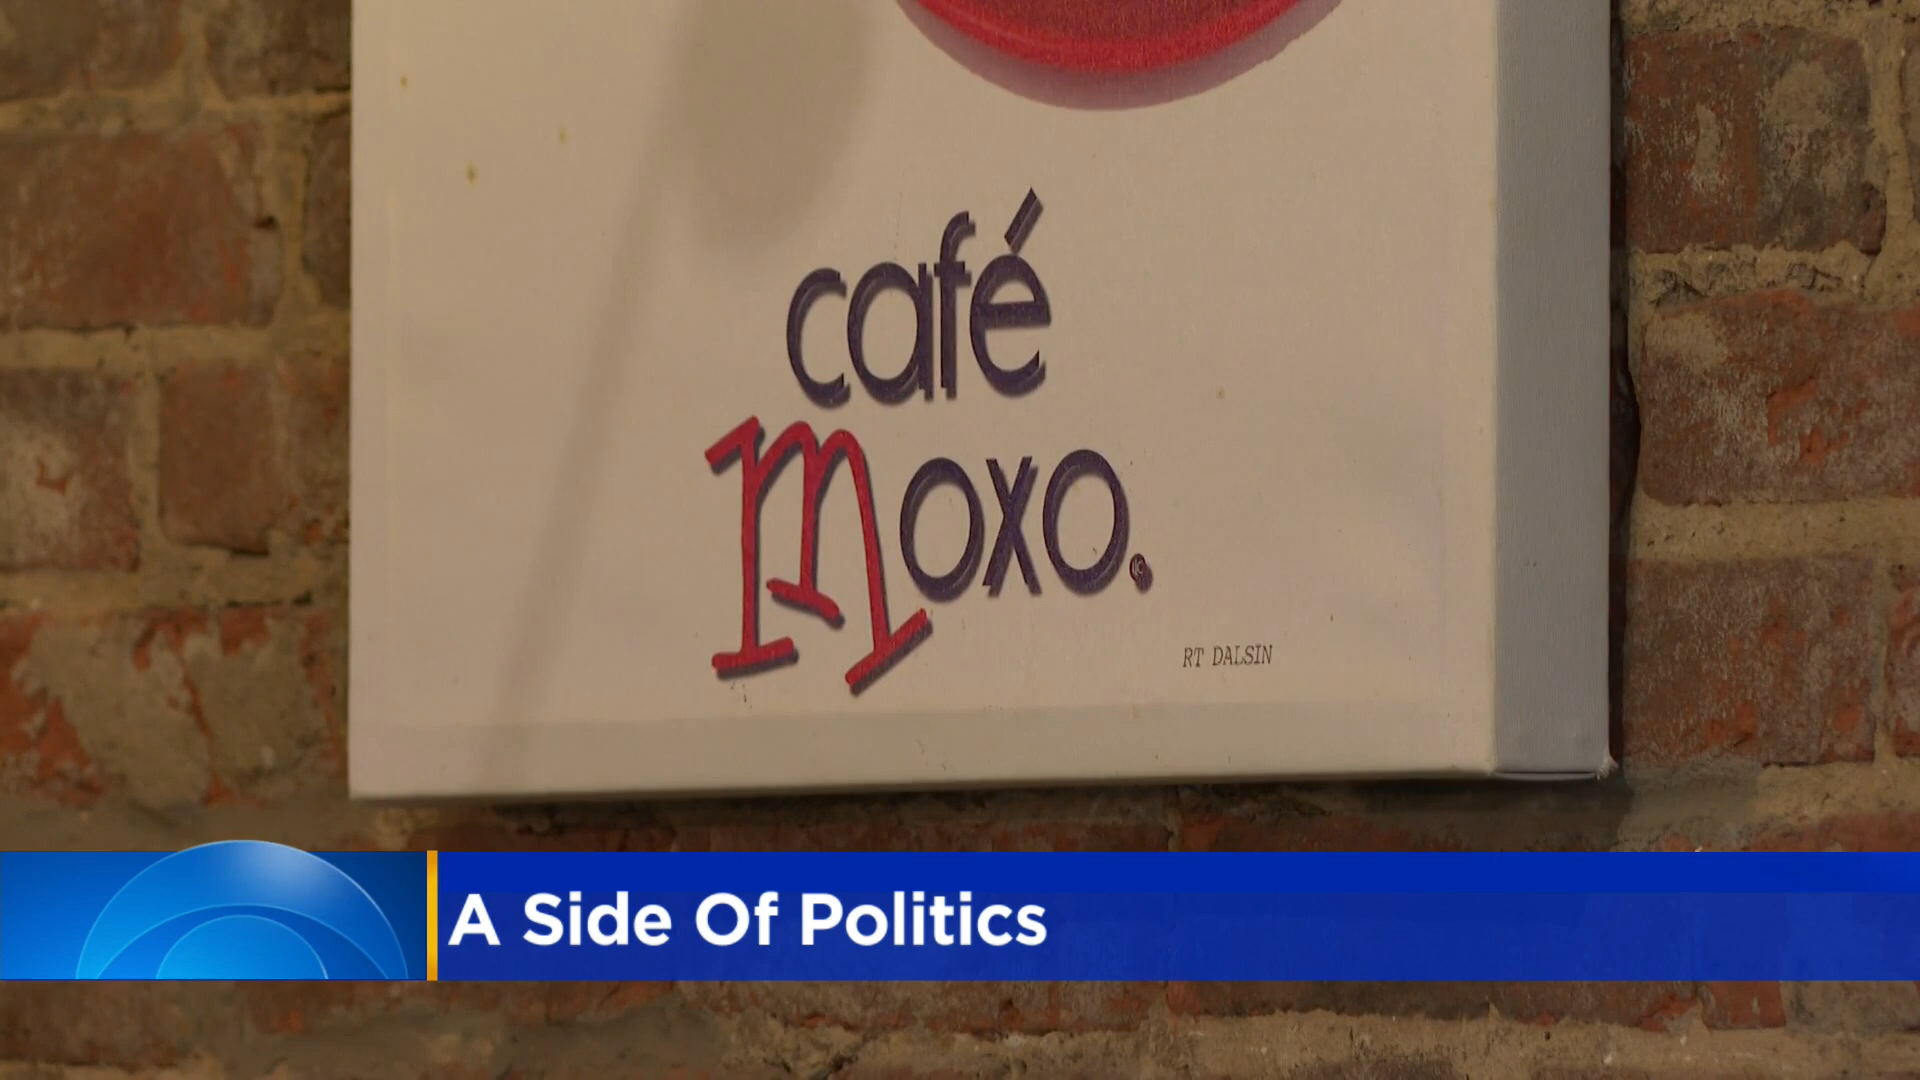 café
moxo.
RT DALSIN
A Side Of Politics